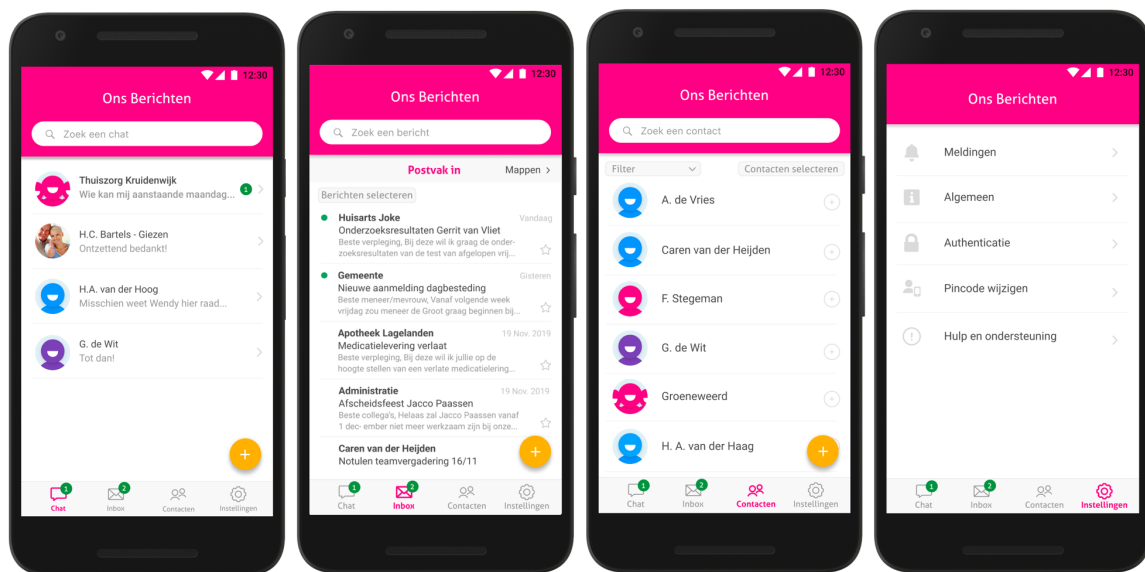 12:30
Ons Berichten
Zoek een chat
Thuiszorg Kruidenwijk
Wie kan mij aanstaande maandag...
1
H.C. Bartels - Giezen
Ontzettend bedankt!
H.A. van der Hoog
Misschien weet Wendy hier raad...
G. de Wit
Tot dan!
+
1
2
Chat
Inbox
Contacten
Instellingen
12:30
Ons Berichten
Zoek een bericht
Postvak in
Mappen >
Berichten selecteren
Huisarts Joke
Vandaag
Onderzoeksresultaten Gerrit van Vliet
Beste verpleging, Bij deze wil ik graag de onder-
zoeksresultaten van de test van afgelopen vrij...
Gemeente
Gisteren
Nieuwe aanmelding dagbesteding
Beste meneer/mevrouw, Vanaf volgende week
vrijdag zou meneer de Groot graag beginnen bij...
Apotheek Lagelanden
19 Nov. 2019
Medicatielevering verlaat
Beste verpleging, Bij deze wil ik jullie op de
hoogte stellen van een verlate medicatielering...
Administratie
19 Nov. 2019
Afscheidsfeest Jacco Paassen
Beste collega's, Helaas zal Jacco Paassen vanaf
1 dec- ember niet meer werkzaam zijn bij onze...
Caren van der Heijden
Notulen teamvergadering 16/11
+
1
2
Chat
Inbox
Contacten
Instellingen
12:30
Ons Berichten
Zoek een contact
Filter
Contacten selecteren
A. de Vries
Caren van der Heijden
F. Stegeman
G. de Wit
Groeneweerd
H. A. van der Haag
+
1
2
Chat
Inbox
Contacten
Instellingen
12:30
Ons Berichten
Meldingen
Algemeen
Authenticatie
Pincode wijzigen
Hulp en ondersteuning
1
2
Chat
Inbox
Contacten
Instellingen